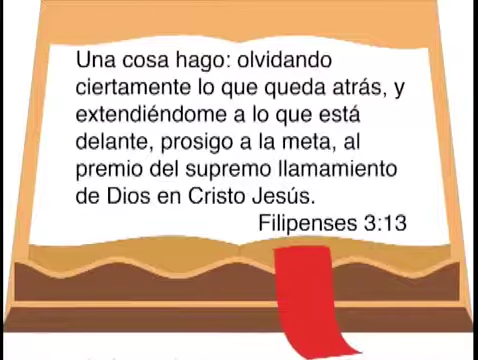 Una cosa hago: olvidando
ciertamente lo que queda atrás, y
extendiéndome a lo que está
delante, prosigo a la meta, al
premio del supremo llamamiento
de Dios en Cristo Jesús.
Filipenses 3:13